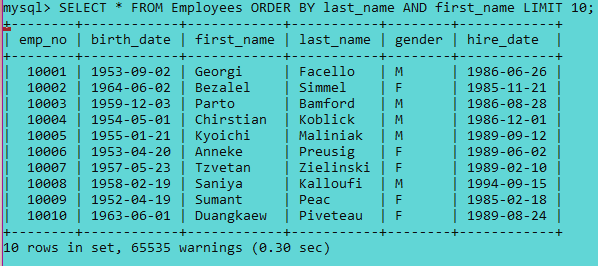 mysql> SELECT * FROM Employees ORDER BY last_name AND first_name LIMIT 10;
+--------+------------+------------+-----------+--------+------------+
| emp_no | birth_date | first_name | last_name | gender | hire_date  |
+--------+------------+------------+-----------+--------+------------+
| 10001 | 1953-09-02 | Georgi | Facello | M | 1986-06-26 |
| 10002 | 1964-06-02 | Bezalel | Simmel | F | 1985-11-21 |
| 10003 | 1959-12-03 | Parto | Bamford | M | 1986-08-28 |
| 10004 | 1954-05-01 | Chirstian | Koblick | M | 1986-12-01 |
| 10005 | 1955-01-21 | Kyoichi | Maliniak | M | 1989-09-12 |
| 10006 | 1953-04-20 | Anneke | Preusig | F | 1989-06-02 |
| 10007 | 1957-05-23 | Tzvetan | Zielinski | F | 1989-02-10 |
| 10008 | 1958-02-19 | Saniya | Kalloufi | M | 1994-09-15 |
| 10009 | 1952-04-19 | Sumant | Peac | F | 1985-02-18 |
| 10010 | 1963-06-01 | Duangkaew | Piveteau | F | 1989-08-24 |
+--------+------------+------------+-----------+--------+------------+
10 rows in set, 65535 warnings (0.30 sec)